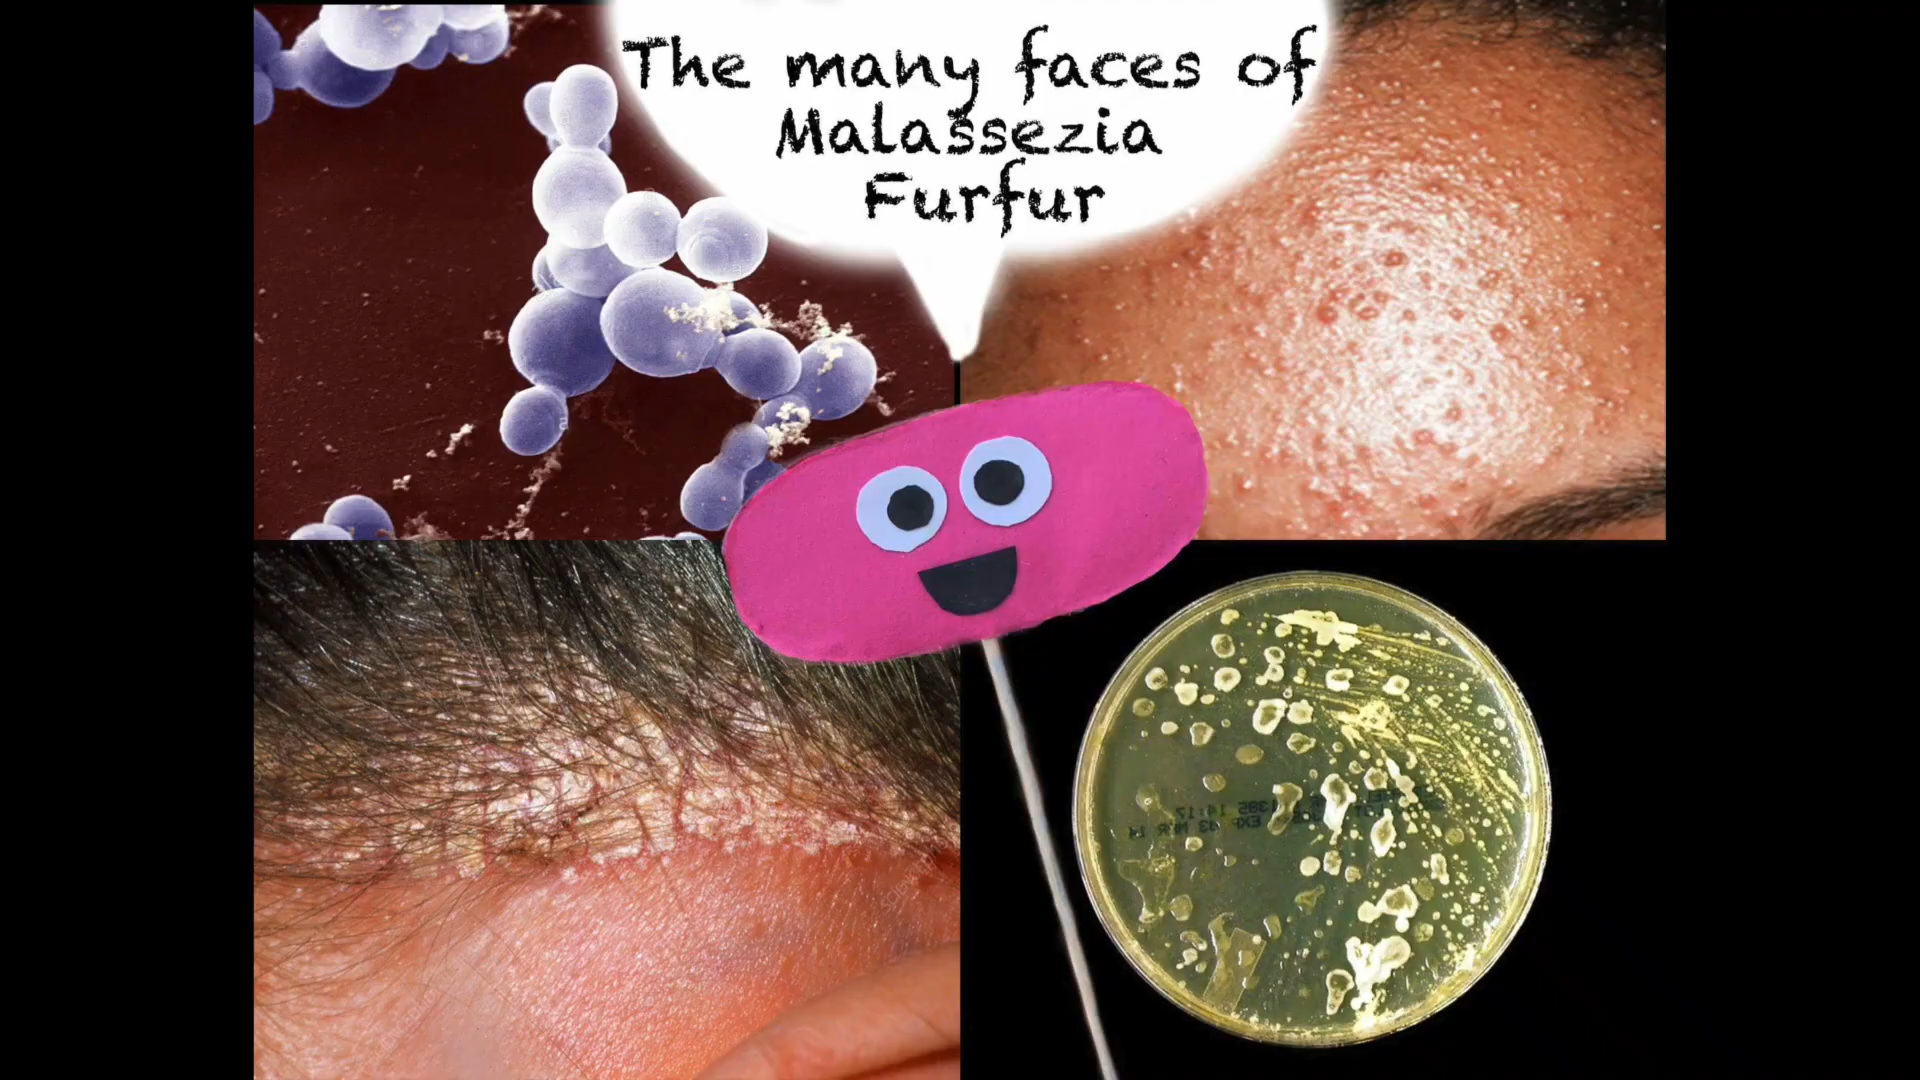 The many faces of
Malassezia
Furfur